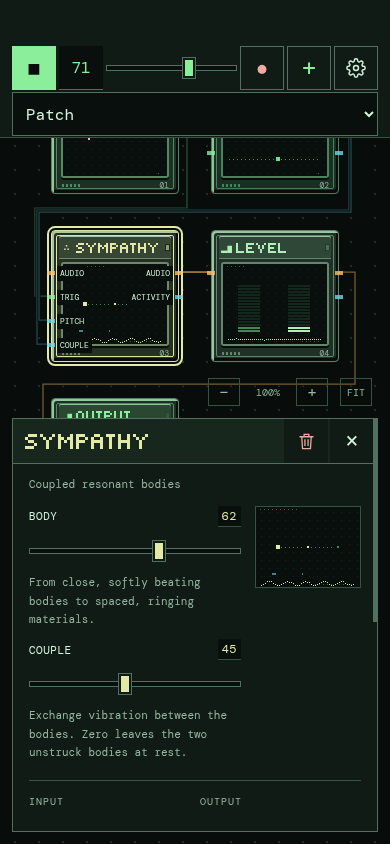 71
Patch
01
02
SYMPATHY
LEVEL
AUDIO AUDIO
TRIG ACTIVITY
PITCH
COUPLE
03
04
− 100% + FIT
OUTPUT
SYMPATHY
Coupled resonant bodies
BODY 62
From close, softly beating
bodies to spaced, ringing
materials.
COUPLE 45
Exchange vibration between the
bodies. Zero leaves the two
unstruck bodies at rest.
INPUT OUTPUT